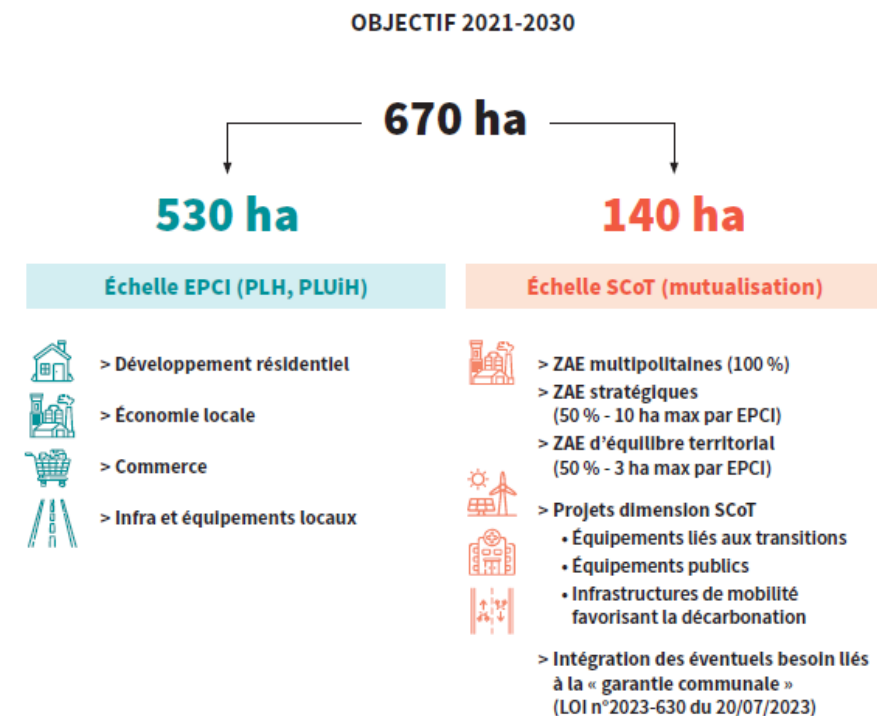 OBJECTIF 2021-2030
670 ha
530 ha
Échelle EPCI (PLH, PLUiH)
> Développement résidentiel
> Économie locale
> Commerce
> Infra et équipements locaux
140 ha
Échelle SCoT (mutualisation)
> ZAE multipolitaines (100 %)
> ZAE stratégiques
(50 % - 10 ha max par EPCI)
> ZAE d’équilibre territorial
(50 % - 3 ha max par EPCI)
> Projets dimension SCoT
• Équipements liés aux transitions
• Équipements publics
• Infrastructures de mobilité
favorisant la décarbonation
> Intégration des éventuels besoin liés
à la « garantie communale »
(LOI n°2023-630 du 20/07/2023)